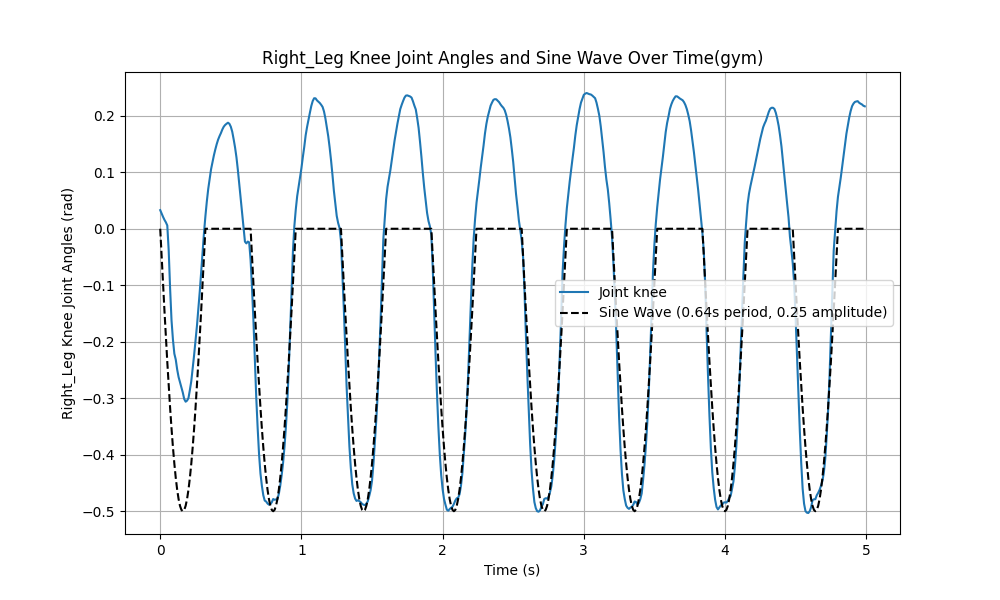 Right_Leg Knee Joint Angles and Sine Wave Over Time(gym)
Right_Leg Knee Joint Angles (rad)
0.2
0.1
0.0
−0.1
−0.2
−0.3
−0.4
−0.5
Joint knee
Sine Wave (0.64s period, 0.25 amplitude)
0 1 2 3 4 5
Time (s)